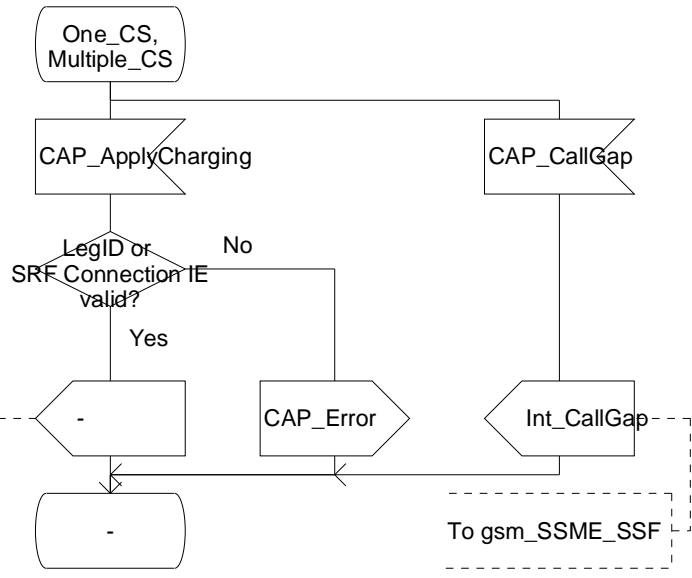 One_CS,
Multiple_CS
CAP_ApplyCharging
CAP_CallGap
LegID or
SRF Connection IE
valid?
No
Yes
-
CAP_Error
Int_CallGap
-
To gsm_SSME_SSF